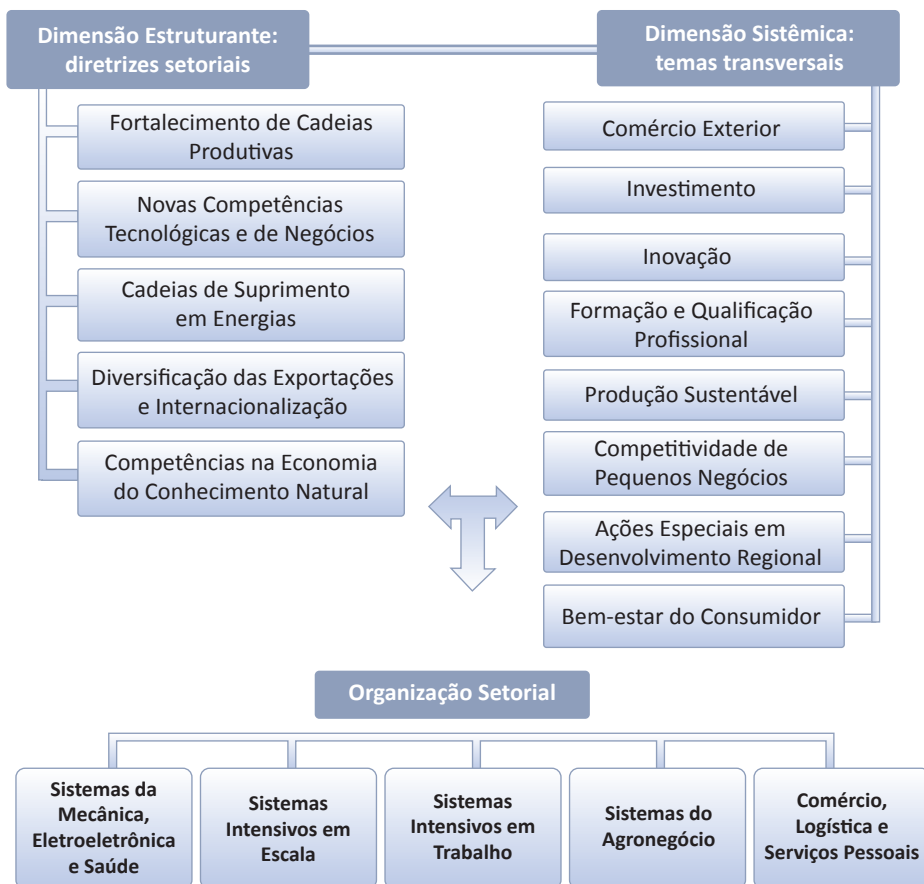 Dimensão Estruturante:
diretrizes setoriais
Fortalecimento de Cadeias
Produtivas
Novas Competências
Tecnológicas e de Negócios
Cadeias de Suprimento
em Energias
Diversificação das Exportações
e Internacionalização
Competências na Economia
do Conhecimento Natural
Dimensão Sistêmica:
temas transversais
Comércio Exterior
Investimento
Inovação
Formação e Qualificação
Profissional
Produção Sustentável
Competitividade de
Pequenos Negócios
Ações Especiais em
Desenvolvimento Regional
Bem-estar do Consumidor
Organização Setorial
Sistemas da
Mecânica,
Eletroeletrônica
e Saúde
Sistemas
Intensivos em
Escala
Sistemas
Intensivos em
Trabalho
Sistemas do
Agronegócio
Comércio,
Logística e
Serviços Pessoais